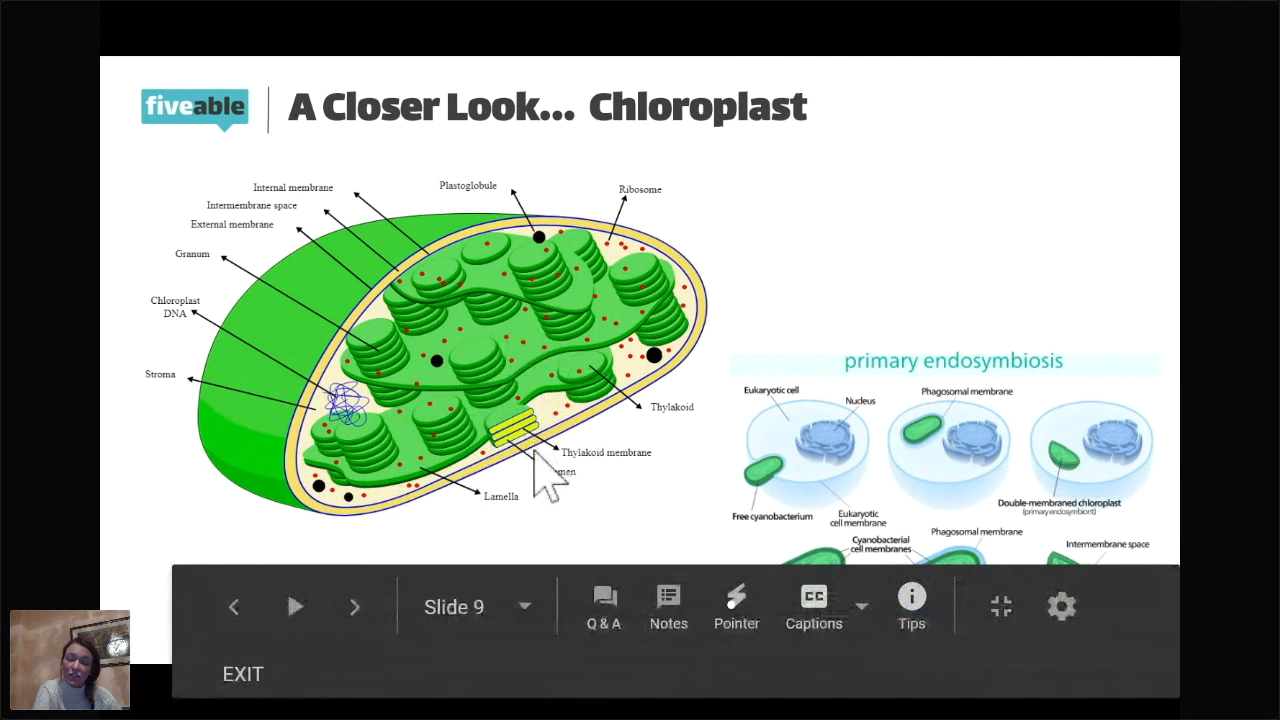 fiveable
A Closer Look... Chloroplast
Internal membrane
Intermembrane space
External membrane
Granum
Chloroplast
DNA
Stroma
Plastoglobule
Ribosome
Thylakoid
Thylakoid membrane
men
Lamella
primary endosymbiosis
Eukaryotic cell
Nucleus
Phagosomal membrane
Free cyanobacterium
Eukaryotic
cell membrane
Double-membraned chloroplast
(primary endosymbiont)
Cyanobacterial
cell membranes
Phagosomal membrane
Intermembrane space
Slide 9
Q & A
Notes
Pointer
CC
Captions
Tips
EXIT